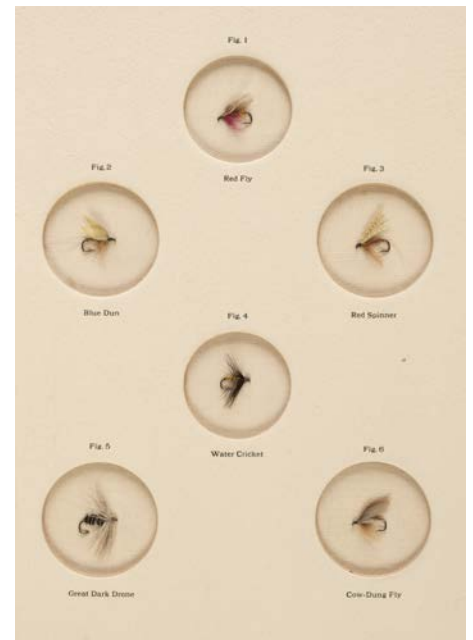 Fig. 1
Red Fly
Fig. 2
Fig. 3
Blue Dun
Red Spinner
Fig. 4
Water Cricket
Fig. 5
Fig. 6
Great Dark Drone
Cow-Dung Fly